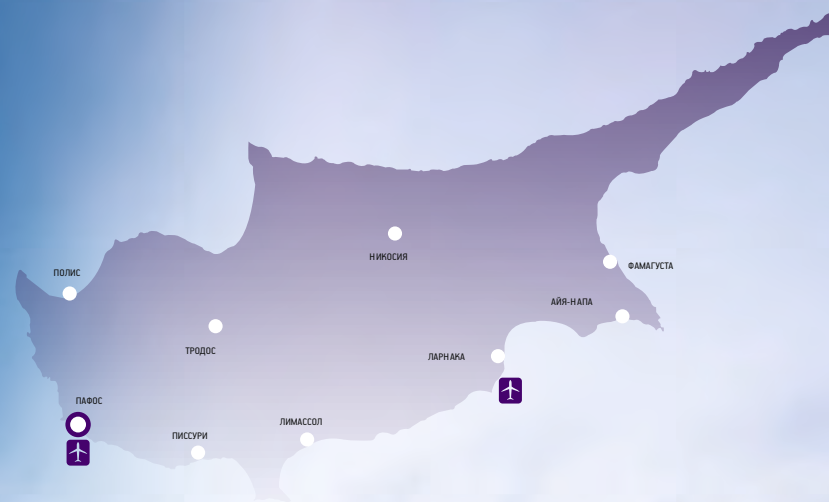 НИКОСИЯ
ФАМАГУСТА
ПОЛИС
АЙЯ-НАПА
ТРОДОС
ЛАРНАКА
ПАФОС
ЛИМАССОЛ
ПИССУРИ